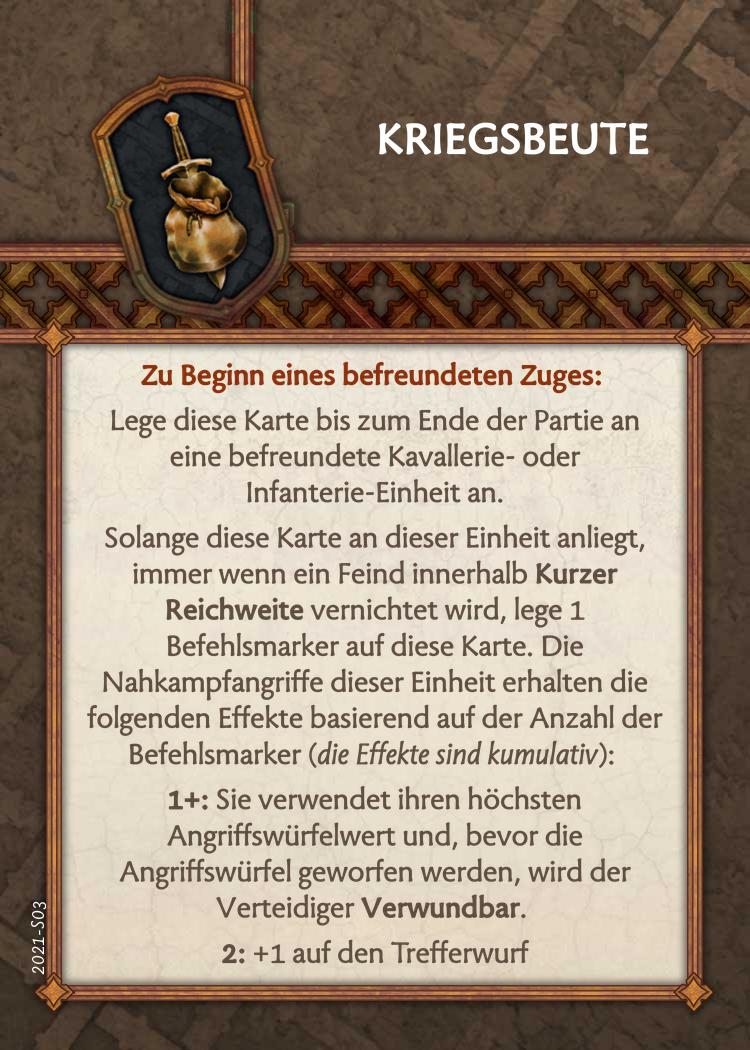 KRIEGSBEUTE
Zu Beginn eines befreundeten Zuges:
Lege diese Karte bis zum Ende der Partie an
eine befreundete Kavallerie- oder
Infanterie-Einheit an.
Solange diese Karte an dieser Einheit anliegt,
immer wenn ein Feind innerhalb Kurzer
Reichweite vernichtet wird, lege 1
Befehlsmarker auf diese Karte. Die
Nahkampfangriffe dieser Einheit erhalten die
folgenden Effekte basierend auf der Anzahl der
Befehlsmarker (die Effekte sind kumulativ):
1+: Sie verwendet ihren höchsten
Angriffswürfelwert und, bevor die
Angriffswürfel geworfen werden, wird der
Verteidiger Verwundbar.
2: +1 auf den Trefferwurf
2021-S03